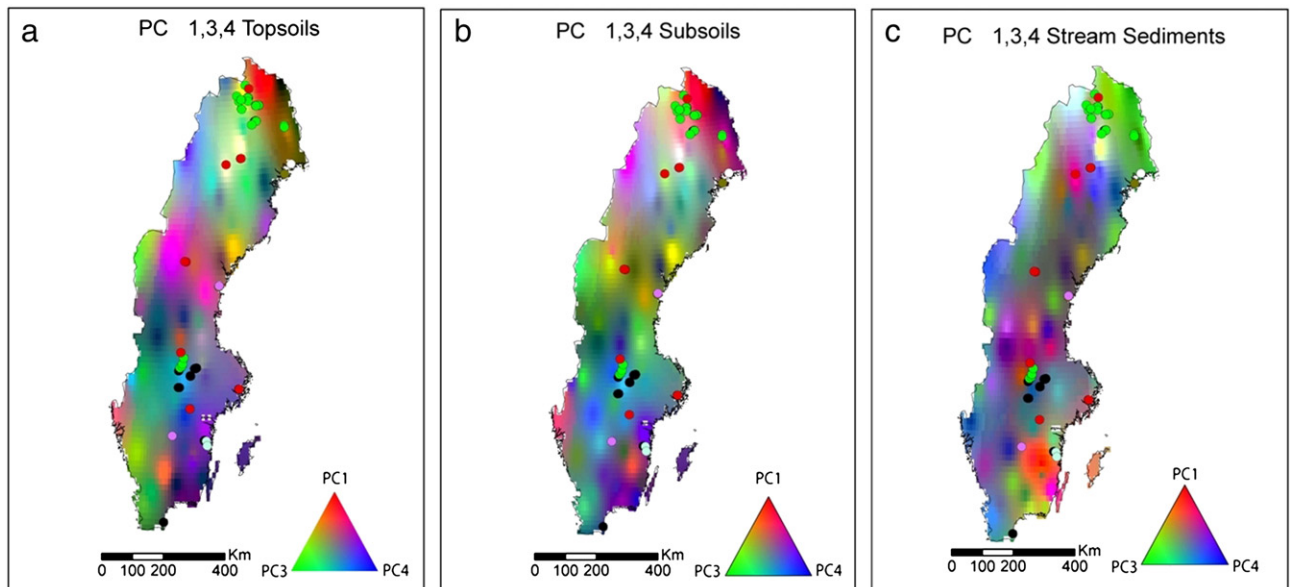 a
PC 1,3,4 Topsoils
PC1
PC3
PC4
Km
0 100 200 400
b
PC 1,3,4 Subsoils
PC1
PC3
PC4
Km
0 100 200 400
c
PC 1,3,4 Stream Sediments
PC1
PC3
PC4
Km
0 100 200 400